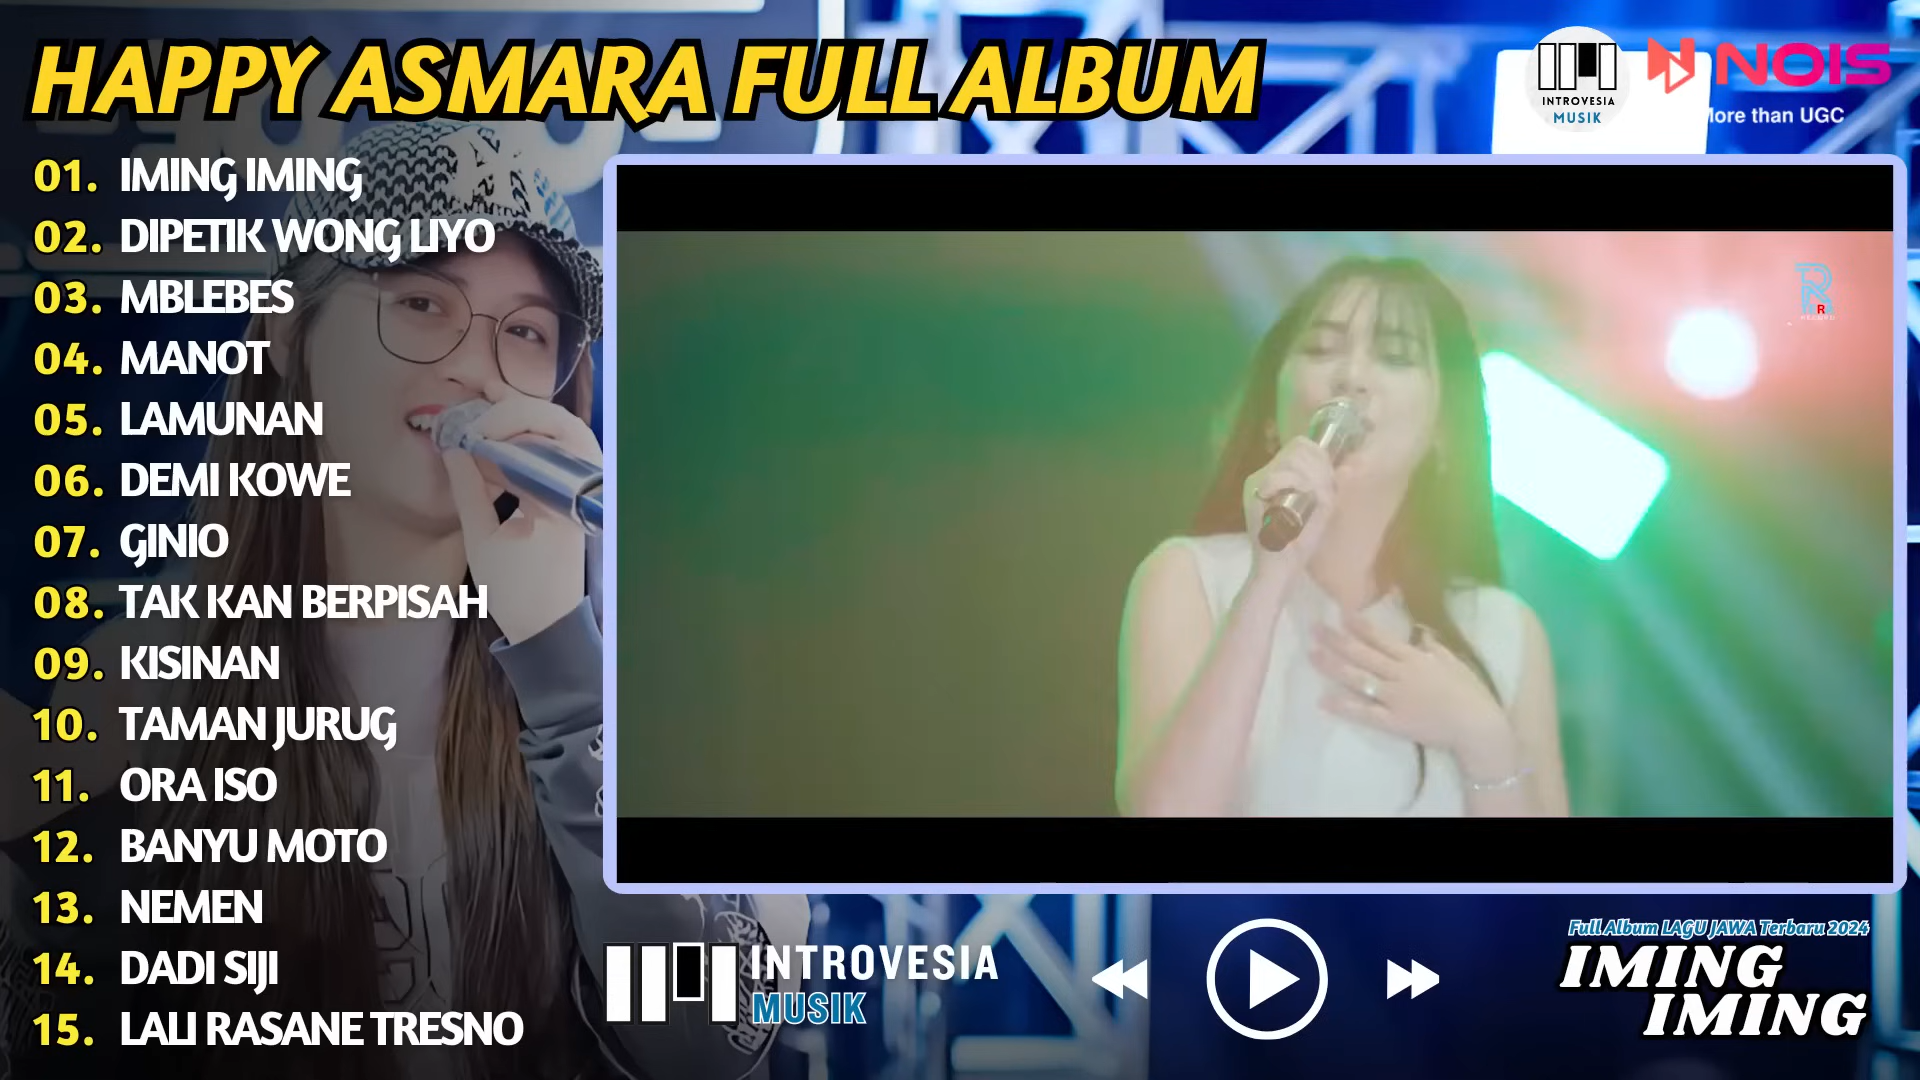 HAPPY ASMARA FULL ALBUM
INTROVESIA
MUSIK
NOIS
More than UGC
01. IMING IMING
02. DIPETIK WONG LIYO
03. MBLEBES
04. MANOT
05. LAMUNAN
06. DEMI KOWE
07. GINIO
08. TAK KAN BERPISAH
09. KISINAN
10. TAMAN JURUG
11. ORA ISO
12. BANYU MOTO
13. NEMEN
14. DADI SIJI
15. LALI RASANE TRESNO
R
R
RECORD
INTROVESIA
MUSIK
Full Album LAGU JAWA Terbaru 2024
IMING
IMING